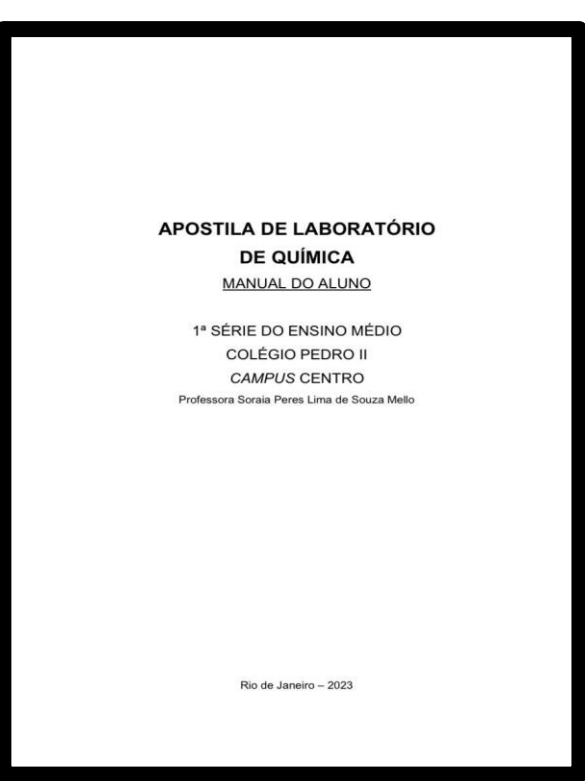 APOSTILA DE LABORATÓRIO
DE QUÍMICA
MANUAL DO ALUNO
1ª SÉRIE DO ENSINO MÉDIO
COLÉGIO PEDRO II
CAMPUS CENTRO
Professora Soraia Peres Lima de Souza Mello
Rio de Janeiro – 2023